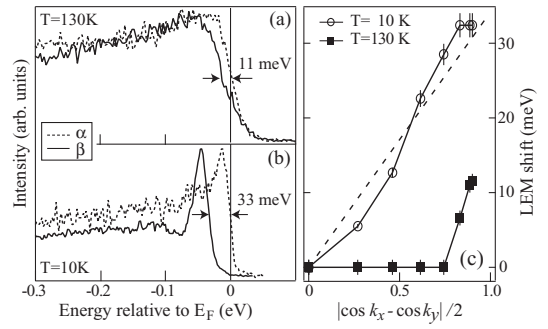 T=130K
(a)
11 meV
α
β
(b)
33 meV
T=10K
Intensity (arb. units)
-0.3
-0.2
-0.1
0
Energy relative to E_F (eV)
T= 10 K
T=130 K
30
20
10
0
LEM shift (meV)
(c)
0
0.5
1.0
|cos k_x - cos k_y| /2